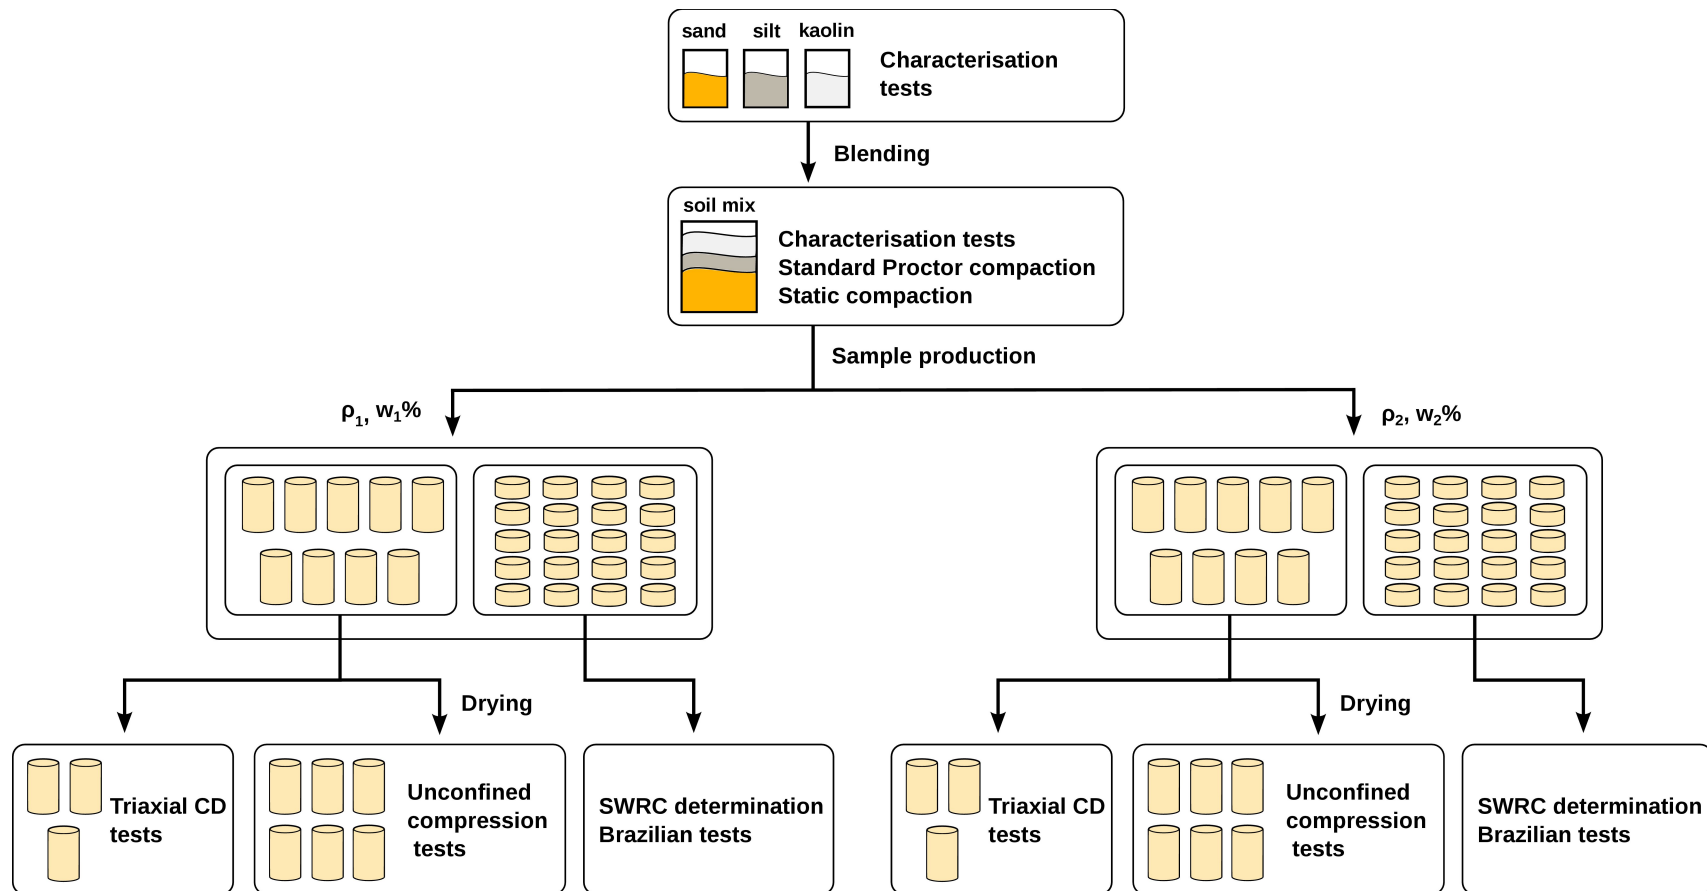 sand silt kaolin
Characterisation
tests
Blending
soil mix
Characterisation tests
Standard Proctor compaction
Static compaction
Sample production
ρ₁, w₁%
ρ₂, w₂%
Drying
Drying
Triaxial CD
tests
Unconfined
compression
tests
SWRC determination
Brazilian tests
Triaxial CD
tests
Unconfined
compression
tests
SWRC determination
Brazilian tests